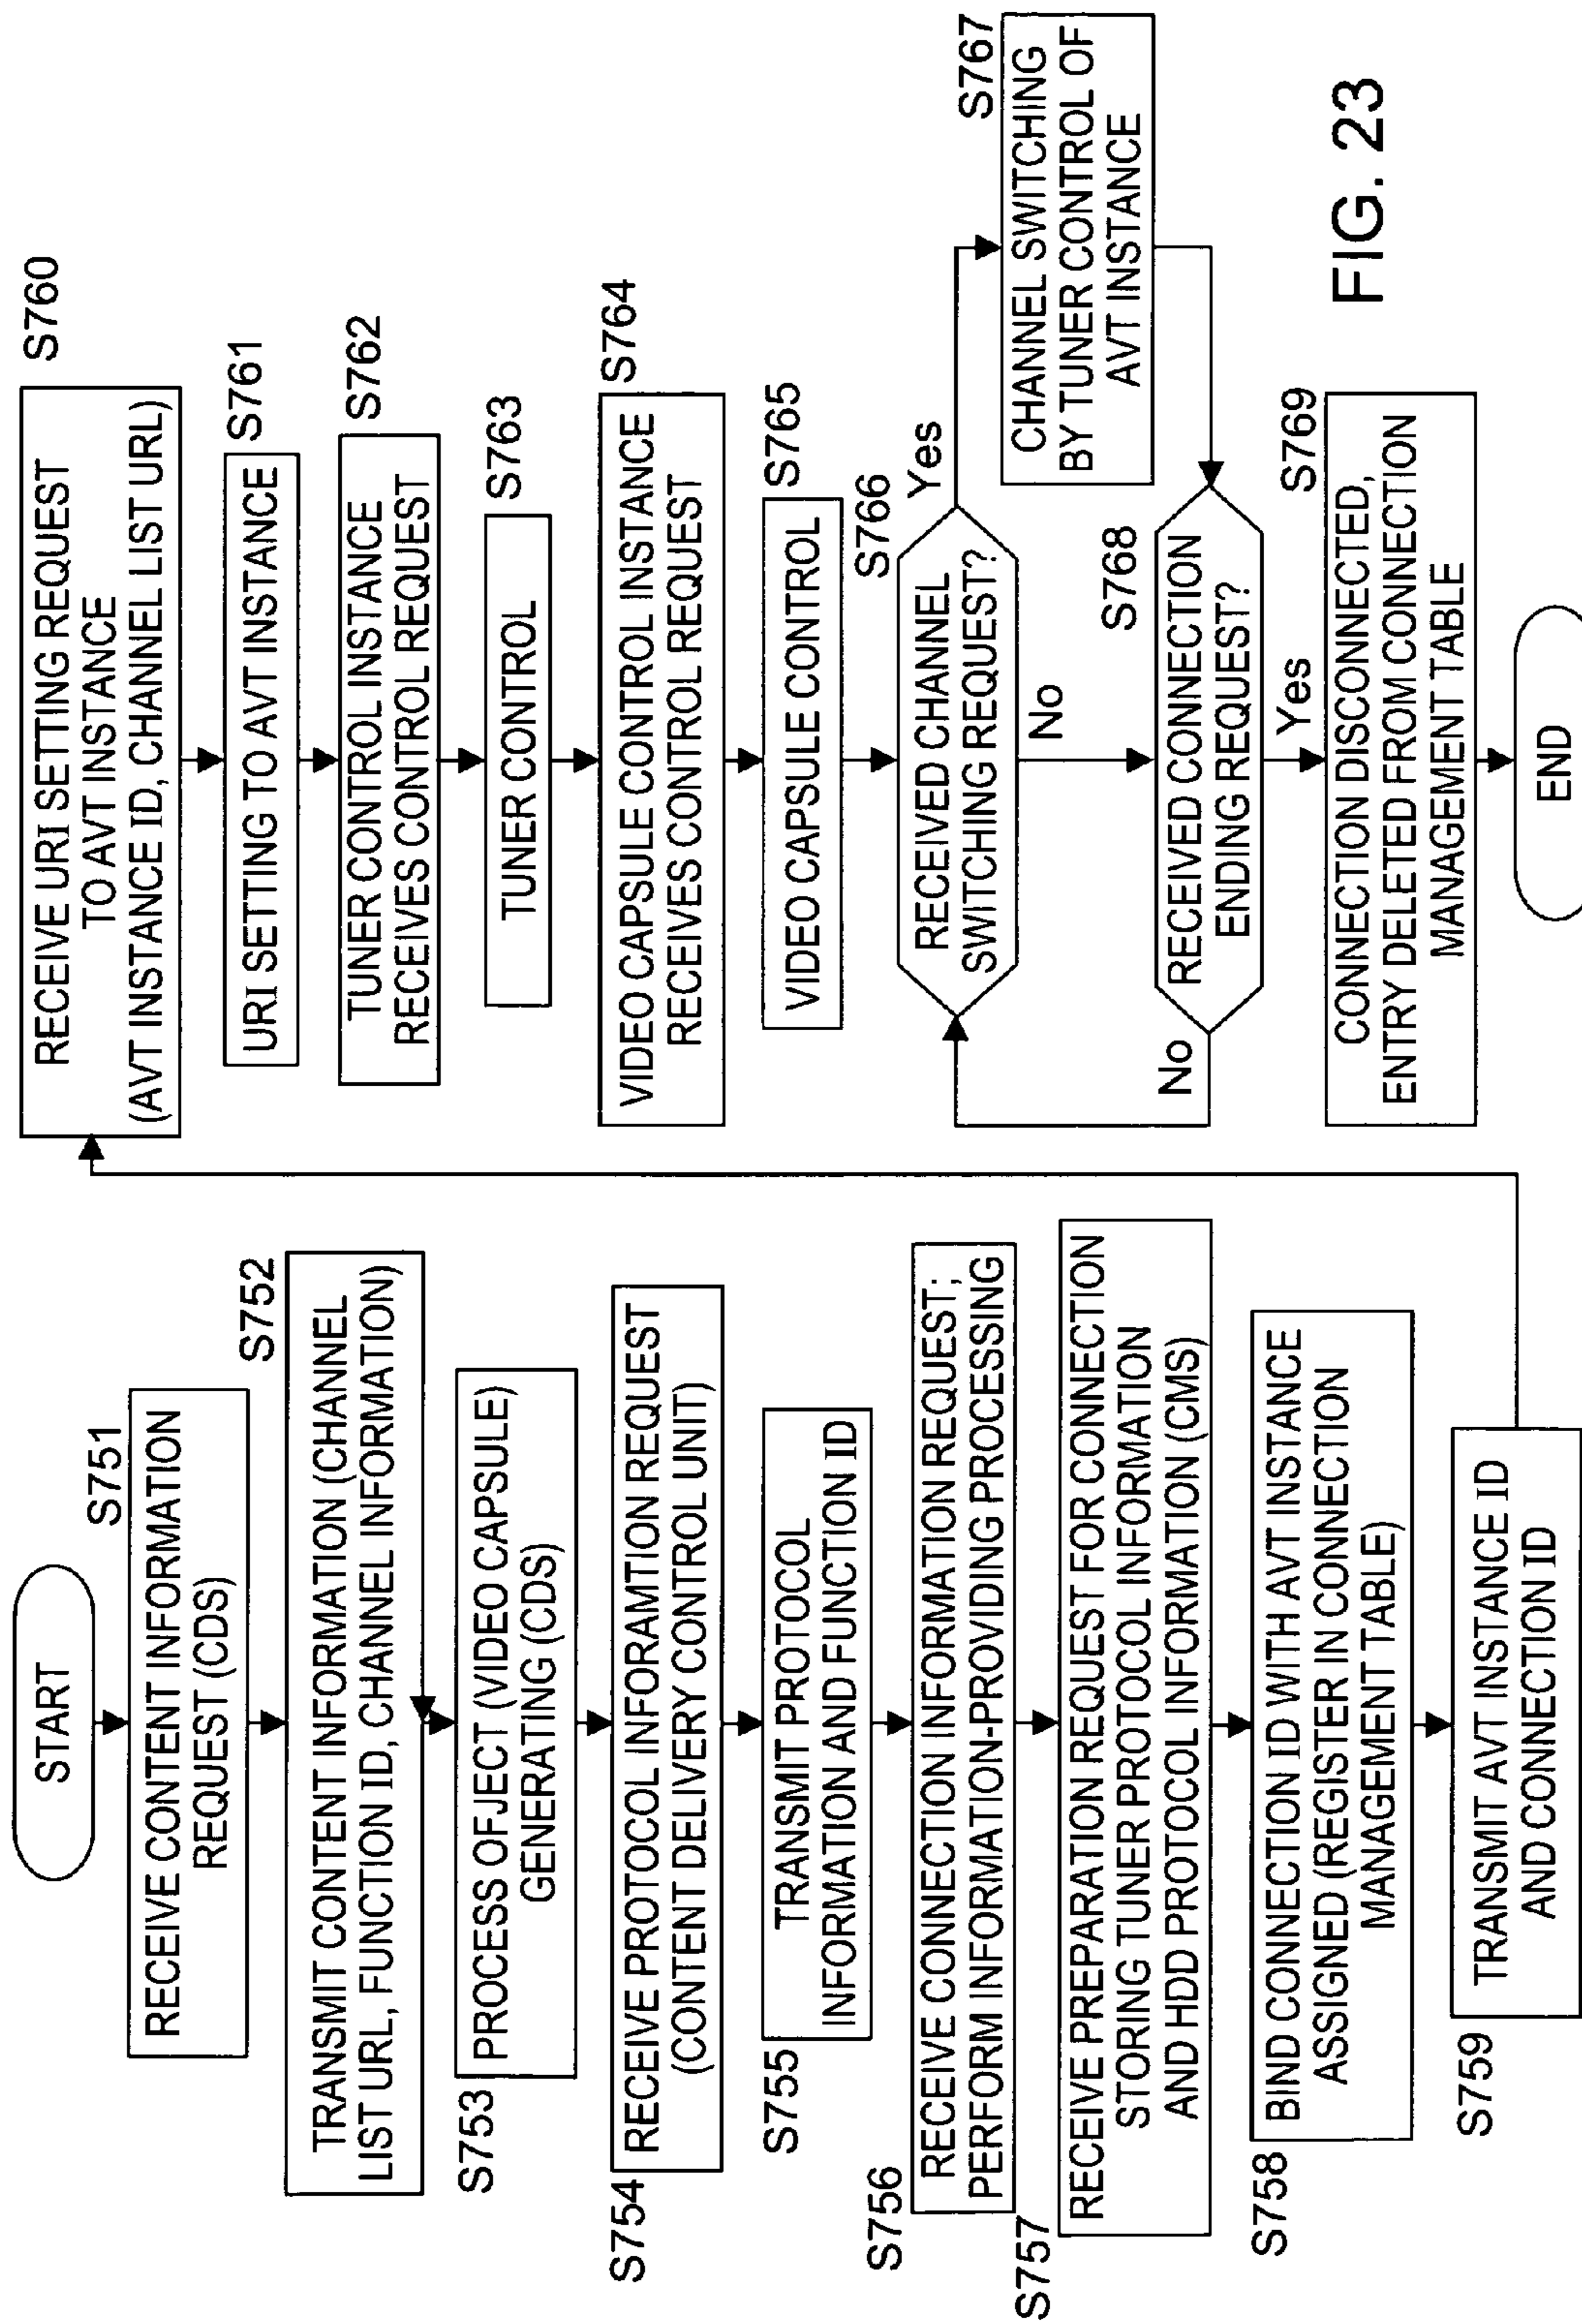 START
S751
RECEIVE CONTENT INFORMATION
REQUEST (CDS)
S752
TRANSMIT CONTENT INFORMATION (CHANNEL
LIST URL, FUNCTION ID, CHANNEL INFORMATION)
S753
PROCESS OFJECT (VIDEO CAPSULE)
GENERATING (CDS)
S754
RECEIVE PROTOCOL INFORAMTION REQUEST
(CONTENT DELIVERY CONTROL UNIT)
S755
TRANSMIT PROTOCOL
INFORMATION AND FUNCTION ID
S756
RECEIVE CONNECTION INFORMATION REQUEST;
PERFORM INFORMATION-PROVIDING PROCESSING
S757
RECEIVE PREPARATION REQUEST FOR CONNECTION
STORING TUNER PROTOCOL INFORMATION
AND HDD PROTOCOL INFORMATION (CMS)
S758
BIND CONNECTION ID WITH AVT INSTANCE
ASSIGNED (REGISTER IN CONNECTION
MANAGEMENT TABLE)
S759
TRANSMIT AVT INSTANCE ID
AND CONNECTION ID
S760
RECEIVE URI SETTING REQUEST
TO AVT INSTANCE
(AVT INSTANCE ID, CHANNEL LIST URL)
S761
URI SETTING TO AVT INSTANCE
S762
TUNER CONTROL INSTANCE
RECEIVES CONTROL REQUEST
S763
TUNER CONTROL
S764
VIDEO CAPSULE CONTROL INSTANCE
RECEIVES CONTROL REQUEST
S765
VIDEO CAPSULE CONTROL
S766
RECEIVED CHANNEL
SWITCHING REQUEST?
Yes
No
S767
CHANNEL SWITCHING
BY TUNER CONTROL OF
AVT INSTANCE
S768
RECEIVED CONNECTION
ENDING REQUEST?
No
Yes
S769
CONNECTION DISCONNECTED,
ENTRY DELETED FROM CONNECTION
MANAGEMENT TABLE
END
FIG. 23